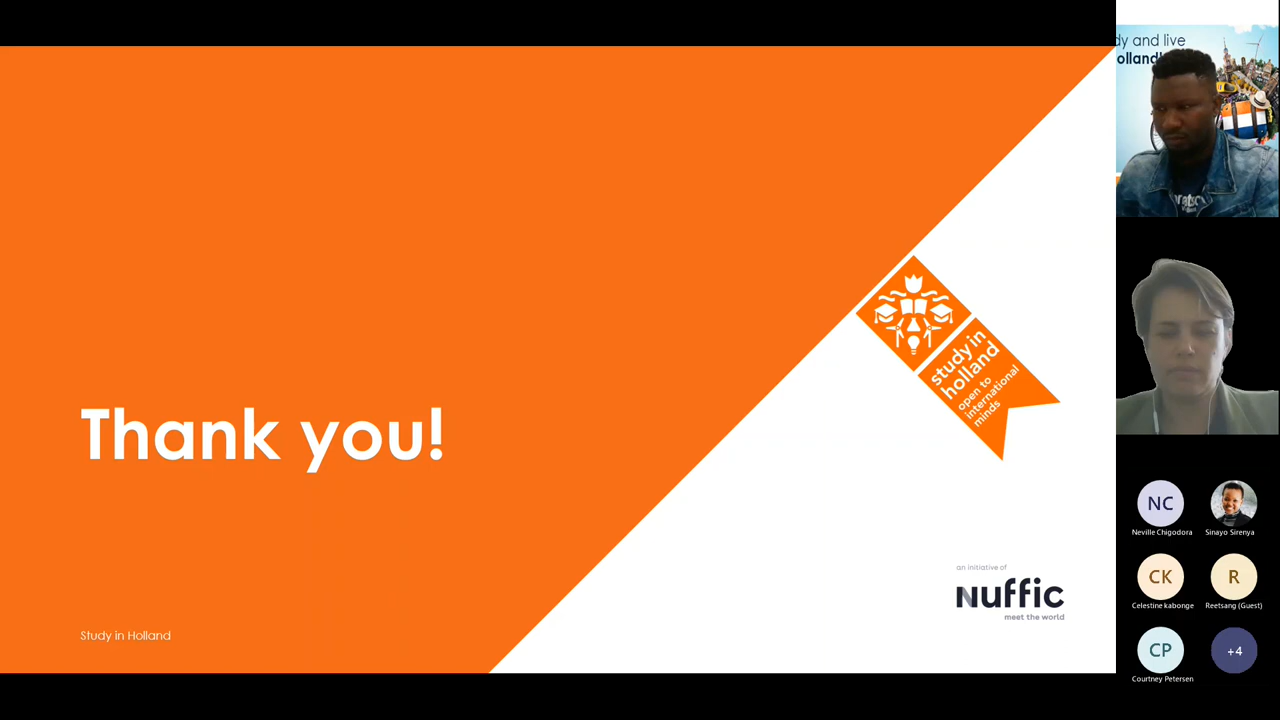 Thank you!
Study in Holland
study in
holland
open to
international
minds
an initiative of
nuffic
meet the world
dy and live
olland!
NC
Neville Chigodora
Sinayo Sirenya
CK
Celestine kabonge
R
Reetsang (Guest)
CP
Courtney Petersen
+4